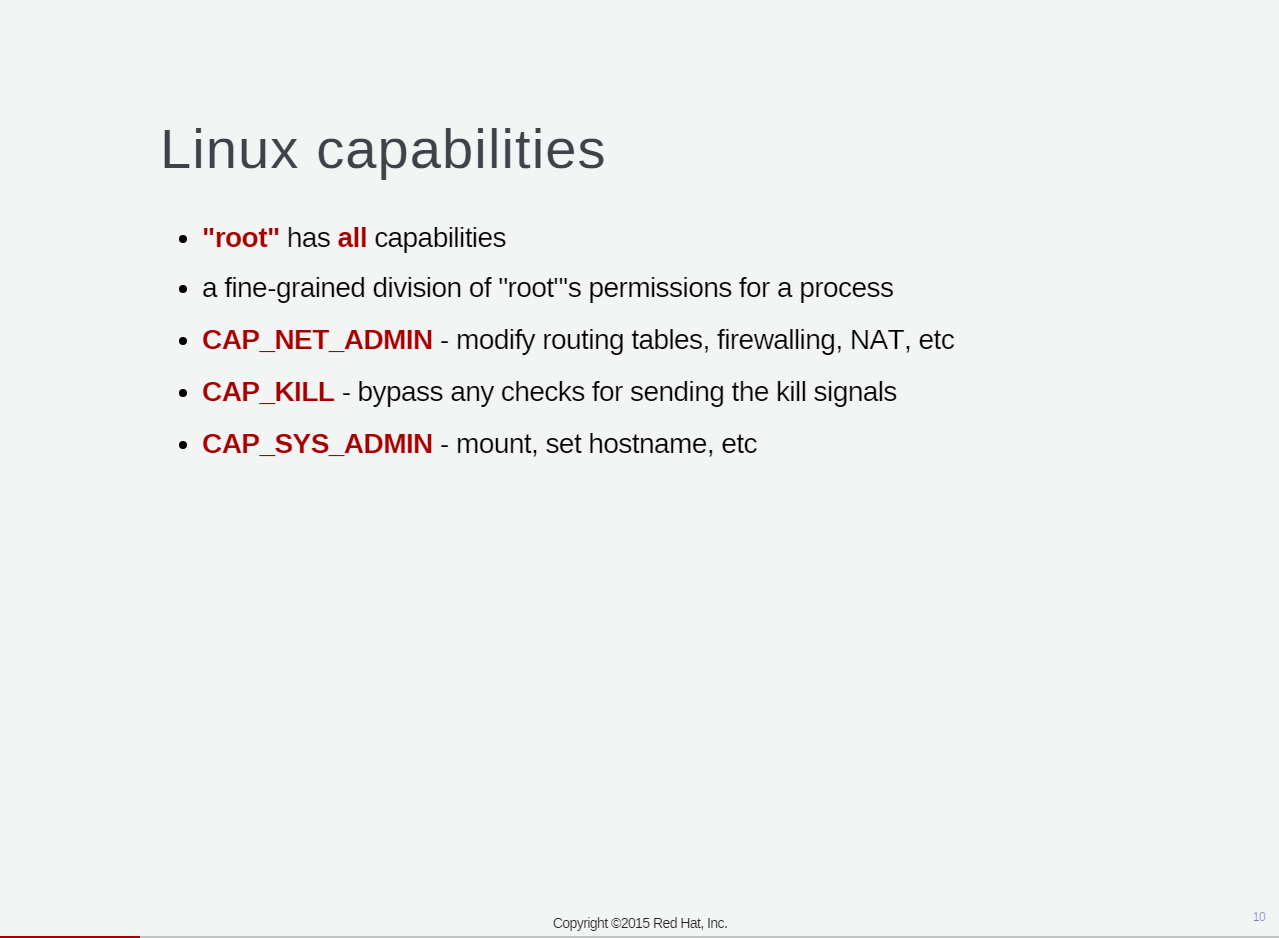 Linux capabilities
"root" has all capabilities
a fine-grained division of "root"'s permissions for a process
CAP_NET_ADMIN - modify routing tables, firewalling, NAT, etc
CAP_KILL - bypass any checks for sending the kill signals
CAP_SYS_ADMIN - mount, set hostname, etc
Copyright ©2015 Red Hat, Inc.
10